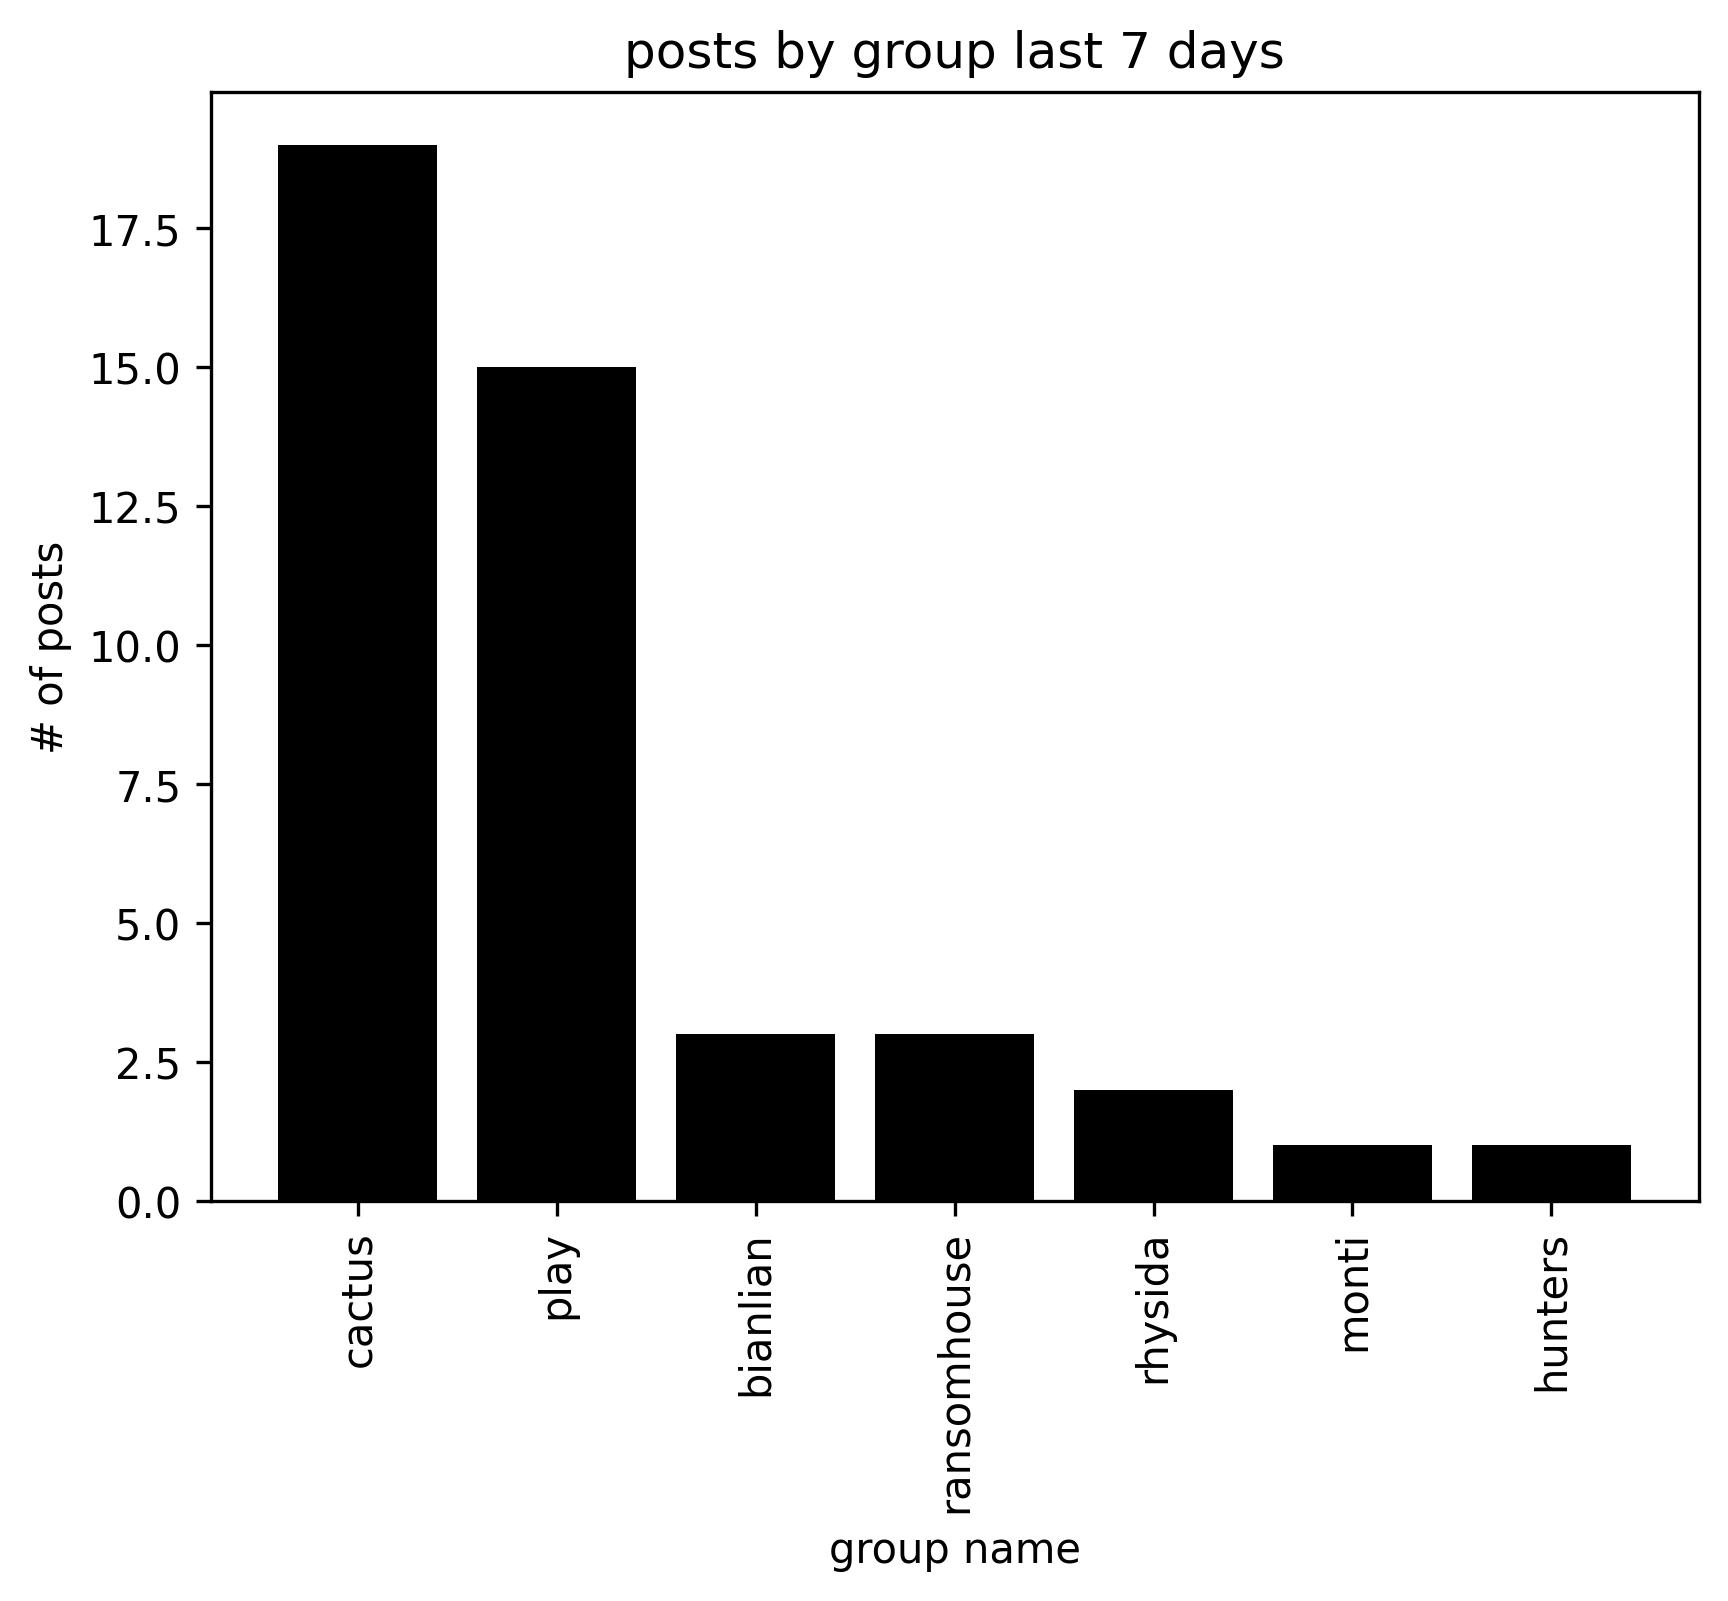 posts by group last 7 days
# of posts
17.5
15.0
12.5
10.0
7.5
5.0
2.5
0.0
cactus
play
bianlian
ransomhouse
rhysida
monti
hunters
group name